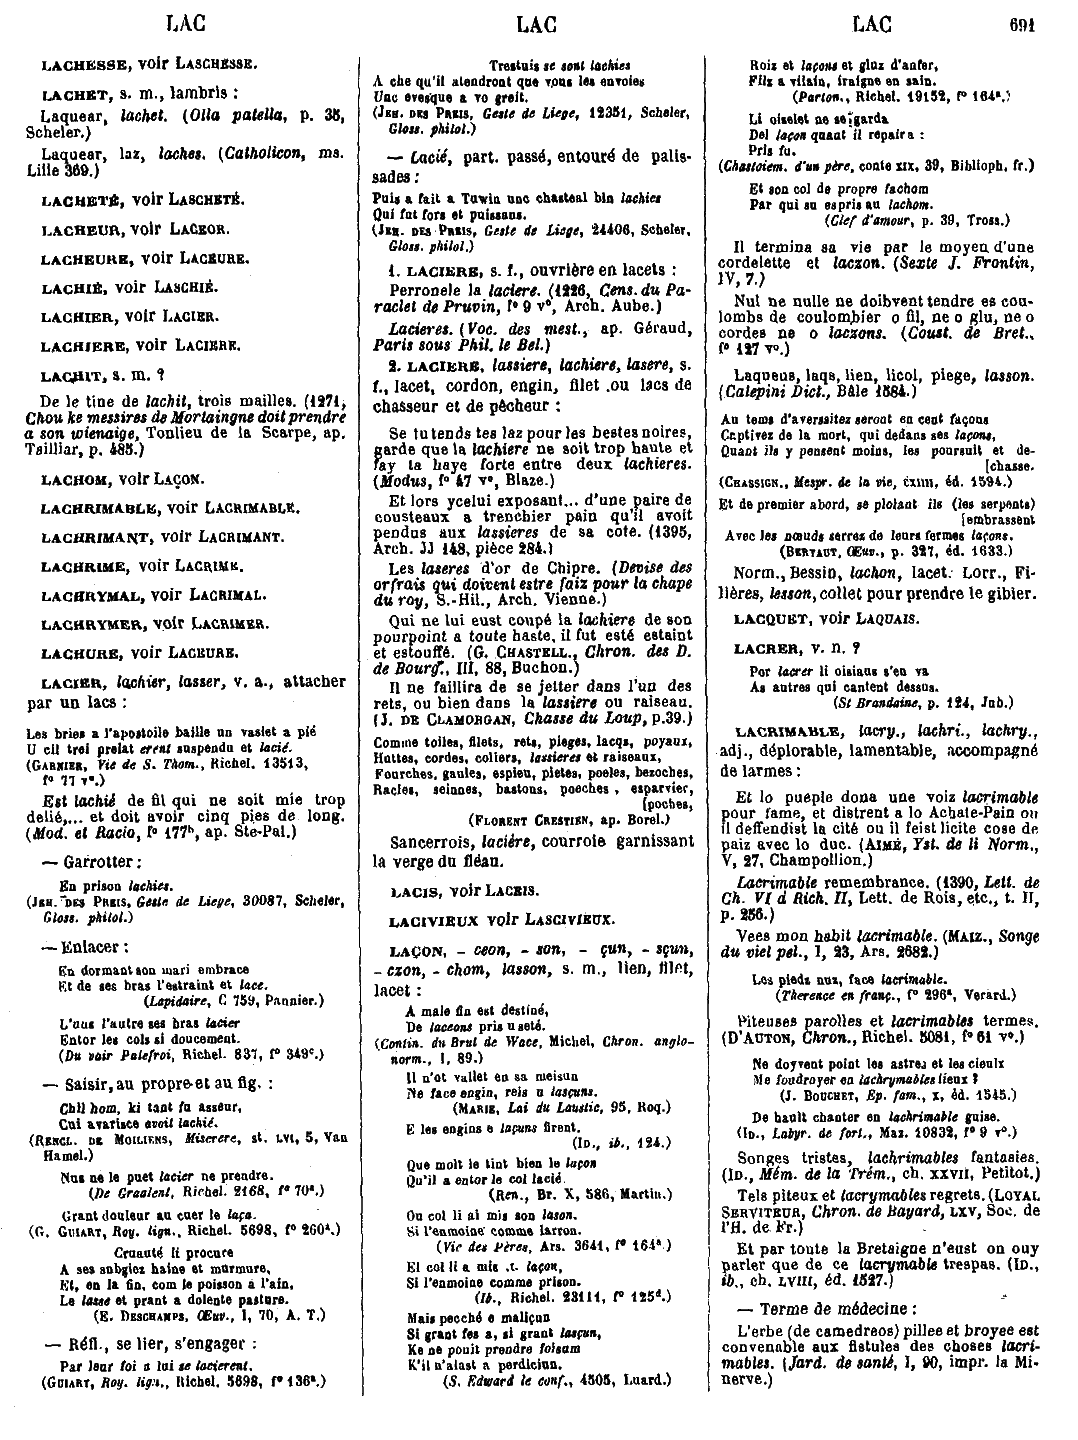 LAC
LAC
LAC
691
LACHESSE, voir LASCHESSE.
LACHET, s. m., lambris :
Laquear, lachet. (Olla patella, p. 35,
Scheler.)
Laquear, laz, laches. (Catholicon, ms.
Lille 369.)
LACHETÉ, voir LASCHETÉ.
LACHEUR, voir LACEOR.
LACHEURE, voir LACEURE.
LACHIÉ, voir LASCHIÉ.
LACHIER, voir LACIER.
LACHIERE, voir LACIERE.
LACHIT, s. m. ?
De le tine de lachit, trois mailles. (1271,
Chou ke messires de Mortaingne doit prendre
a son wienaige, Tonlieu de la Scarpe, ap.
Tailliar, p. 485.)
LACHOM, voir LAÇON.
LACHRIMABLE, voir LACRIMABLE.
LACHRIMANT, voir LACRIMANT.
LACHRIME, voir LACRIME.
LACHRYMAL, voir LACRIMAL.
LACHRYMER, voir LACRIMER.
LACHURE, voir LACEURE.
LACIER, lachier, lasser, v. a., attacher
par un lacs :
Les bries a l'apostoile baille un vaslet a pié
U cil trei prelat erent suspendu et lacié.
(GARNIER, Vie de S. Thom., Richel. 13513,
f° 77 v°.)
Est lachié de fil qui ne soit mie trop
delié,... et doit avoir cinq pies de long.
(Mod. et Racio, f° 177b, ap. Ste-Pal.)
— Garrotter :
En prison lachies.
(JEH. DES PREIS, Geste de Liege, 30087, Scheler,
Gloss. philol.)
— Enlacer :
En dormant son mari embrace
Et de ses bras l'estraint et lace.
(Lapidaire, C 759, Pannier.)
L'uns l'autre ses bras lacier
Entor les cols si doucement.
(Du vair Palefroi, Richel. 837, f° 349c.)
— Saisir, au propre et au fig. :
Chil hom, ki tant fu asseur,
Cui avarisce avoit lachié.
(RENCL. DE MOILIENS, Miserere, st. LVI, 5, Van
Hamel.)
Nus ne le puet lacier ne prendre.
(De Graalent, Richel. 2168, f° 70a.)
Grant douleur au cuer le laça.
(G. GUIART, Roy. lign., Richel. 5698, f° 260a.)
Cruauté li procure
A ses subgiez haine et murmure,
Et, en la fin, com le poisson a l'ain,
Le lasse et prant a dolente pasture.
(E. DESCHAMPS, Œuv., I, 70, A. T.)
— Réfl., se lier, s'engager :
Par leur foi a lui se lacierent.
(GUIART, Roy. lign., Richel. 5698, f° 136a.)
Trestuis se sont lachies
A che qu'il atendront que vous les envoies
Unc evesque a vo greit.
(JEH. DES PREIS, Geste de Liege, 12351, Scheler,
Gloss. philol.)
— Lacié, part. passé, entouré de palis-
sades :
Puis a fait a Tuwin unc chasteal bin lachies
Qui fut fors et puissans.
(JEH. DES PREIS, Geste de Liege, 24406, Scheler,
Gloss. philol.)
1. LACIERE, s. f., ouvrière en lacets :
Perronele la laciere. (1226, Cens. du Pa-
raclet de Pruvin, f° 9 v°, Arch. Aube.)
Lacieres. (Voc. des mest., ap. Géraud,
Paris sous Phil. le Bel.)
2. LACIERE, lassiere, lachiere, lasere, s.
f., lacet, cordon, engin, filet ou lacs de
chasseur et de pêcheur :
Se tu tends tes laz pour les bestes noires,
garde que la lachiere ne soit trop haute et
fay ta haye forte entre deux lachieres.
(Modus, f° 47 v°, Blaze.)
Et lors ycelui exposant... d'une paire de
cousteaux a trenchier pain qu'il avoit
pendus aux lassieres de sa cote. (1395,
Arch. JJ 148, pièce 284.)
Les laseres d'or de Chipre. (Devise des
orfrais qui doivent estre faiz pour la chape
du roy, S.-Hil., Arch. Vienne.)
Qui ne lui eust coupé la lachiere de son
pourpoint a toute haste, il fut esté estaint
et estouffé. (G. CHASTELL., Chron. des D.
de Bourg., III, 88, Buchon.)
Il ne faillira de se jetter dans l'un des
rets, ou bien dans la lassiere ou raiseau.
(J. DE CLAMORGAN, Chasse du Loup, p.39.)
Comme toiles, filets, rets, pieges, lacqs, poyaux,
Huttes, cordes, coliers, lassieres et raiseaux,
Fourches, gaules, espieu, pietes, poeles, bezoches,
Racles, seinnes, bastons, poeches, esparvier,
[poches,
(FLORENT CRESTIEN, ap. Borel.)
Sancerrois, lacière, courroie garnissant
la verge du fléau.
LACIS, voir LACEIS.
LACIVIEUX voir LASCIVIEUX.
LAÇON, - ceon, - son, - çun, - sçun,
- czon, - chom, lasson, s. m., lien, filet,
lacet :
A male fin est destiné,
De laceons pris u seté.
(Contin. du Brut de Wace, Michel, Chron. anglo-
norm., I, 89.)
Il n'ot vallet en sa meisun
Ne face engin, reis u lasçuns.
(MARIE, Lai du Laustic, 95, Roq.)
E les engins e laçuns firent.
(ID., ib., 124.)
Que molt le tint bien le laçon
Qu'il a entor le col lacié.
(Ren., Br. X, 586, Martin.)
Ou col li ai mis son lason.
Si l'enmoine comme larron.
(Vie des Pères, Ars. 3641, f° 164a.)
El col li a mis .I. laçon,
Si l'enmoine comme prison.
(Ib., Richel. 23111, f° 125d.)
Mais pecché e maliçun
Si grant fes a, si grant lasçun,
Ke ne pouit prendre foisum
K'il n'alast a perdiciun.
(S. Edward le conf., 4505, Luard.)
Roiz et laçons et gluz d'anfer,
Filz a vilain, iraigne en sain.
(Parton., Richel. 19152, f° 164a.)
Li oiselet ne se garda
Del laçon quant il repaira :
Pris fu.
(Chastoiem. d'un père, conte XIX, 39, Biblioph. fr.)
Et son col de propre fachom
Par qui su espris au lachom.
(Clef d'amour, p. 39, Tross.)
Il termina sa vie par le moyen d'une
cordelette et laczon. (Sexte J. Frontin,
IV, 7.)
Nul ne nulle ne doibvent tendre es cou-
lombs de coulombier o fil, ne o glu, ne o
cordes ne o laczons. (Coust. de Bret.,
f° 127 v°.)
Laqueus, laqs, lien, licol, piege, lasson.
(Calepini Dict., Bâle 1584.)
Au tems d'averssitez seront en cent façons
Captivez de la mort, qui dedans ses laçons,
Quant ils y pensent moins, les poursuit et de-
[chasse.
(CHASSIGN., Mespr. de la vie, CXIII, éd. 1594.)
Et de premier abord, se ploiant ils (les serpents)
[embrassent
Avec les nœuds serrez de leurs fermes laçons.
(BERTAUT, Œuv., p. 327, éd. 1633.)
Norm., Bessin, lachon, lacet. Lorr., Fi-
lières, lesson, collet pour prendre le gibier.
LACQUET, voir LAQUAIS.
LACRER, v. n. ?
Por lacrer li oisiaus s'en va
As autres qui cantent dessus.
(St Brandaine, p. 124, Jub.)
LACRIMABLE, lacry., lachri., lachry.,
adj., déplorable, lamentable, accompagné
de larmes :
Et lo pueple dona une voiz lacrimable
pour fame, et distrent a lo Achate-Pain ou
il deffendist la cité ou il feist licite cose de
paiz avec lo duc. (AIMÉ, Yst. de li Norm.,
V, 27, Champollion.)
Lacrimable remembrance. (1390, Lett. de
Ch. VI à Rich. II, Lett. de Rois, etc., t. II,
p. 256.)
Vees mon habit lacrimable. (MAIZ., Songe
du viel pel., I, 23, Ars. 2682.)
Les pieds nuz, face lacrimable.
(Therence en franç., f° 296a, Verard.)
Piteuses parolles et lacrimables termes.
(D'AUTON, Chron., Richel. 5081, f° 61 v°.)
Ne doyvent point les astres et les cieulx
Me foudroyer en lachrymables lieux ?
(J. BOUCHET, Ep. fam., X, éd. 1545.)
De hault chanter en lachrimable guise.
(ID., Labyr. de fort., Maz. 10832, f° 9 v°.)
Songes tristes, lachrimables fantasies.
(ID., Mém. de la Trém., ch. XXVII, Petitot.)
Tels piteux et lacrymables regrets. (LOYAL
SERVITEUR, Chron. de Bayard, LXV, Soc. de
l'H. de Fr.)
Et par toute la Bretaigne n'eust on ouy
parler que de ce lacrymable trespas. (ID.,
ib., ch. LVIII, éd. 1527.)
— Terme de médecine :
L'erbe (de camedreos) pillee et broyee est
convenable aux fistules des choses lacri-
mables. (Jard. de santé, I, 90, impr. la Mi-
nerve.)